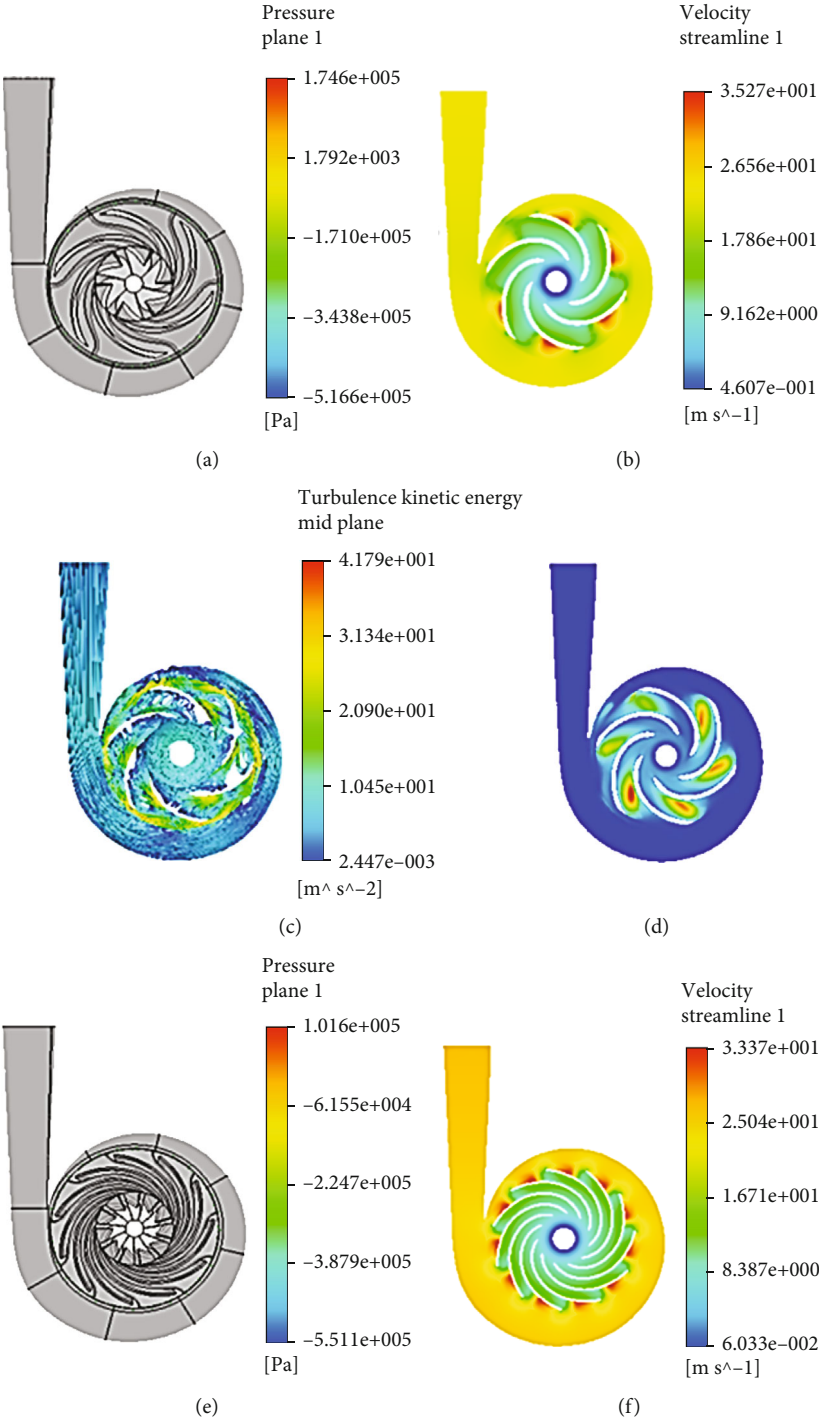 Pressure
plane 1
1.746e+005
1.792e+003
–1.710e+005
–3.438e+005
–5.166e+005
[Pa]
(a)
Velocity
streamline 1
3.527e+001
2.656e+001
1.786e+001
9.162e+000
4.607e–001
[m s^–1]
(b)
Turbulence kinetic energy
mid plane
4.179e+001
3.134e+001
2.090e+001
1.045e+001
2.447e–003
[m^ s^–2]
(c)
(d)
Pressure
plane 1
1.016e+005
–6.155e+004
–2.247e+005
–3.879e+005
–5.511e+005
[Pa]
(e)
Velocity
streamline 1
3.337e+001
2.504e+001
1.671e+001
8.387e+000
6.033e–002
[m s^–1]
(f)